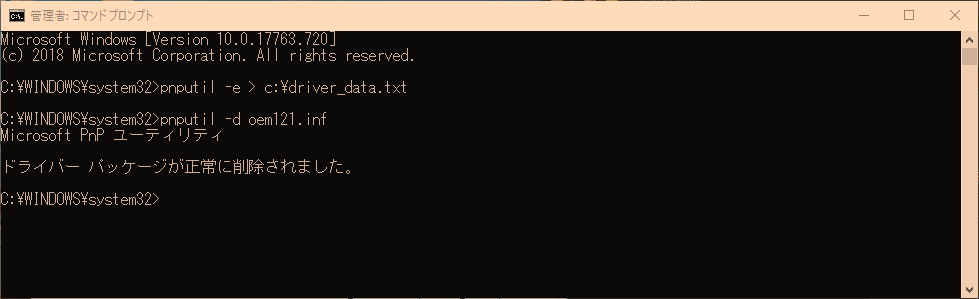 管理者: コマンドプロンプト
Microsoft Windows [Version 10.0.17763.720]
(c) 2018 Microsoft Corporation. All rights reserved.
C:¥WINDOWS¥system32>pnputil -e > c:¥driver_data.txt
C:¥WINDOWS¥system32>pnputil -d oem121.inf
Microsoft PnP ユーティリティ
ドライバー パッケージが正常に削除されました。
C:¥WINDOWS¥system32>